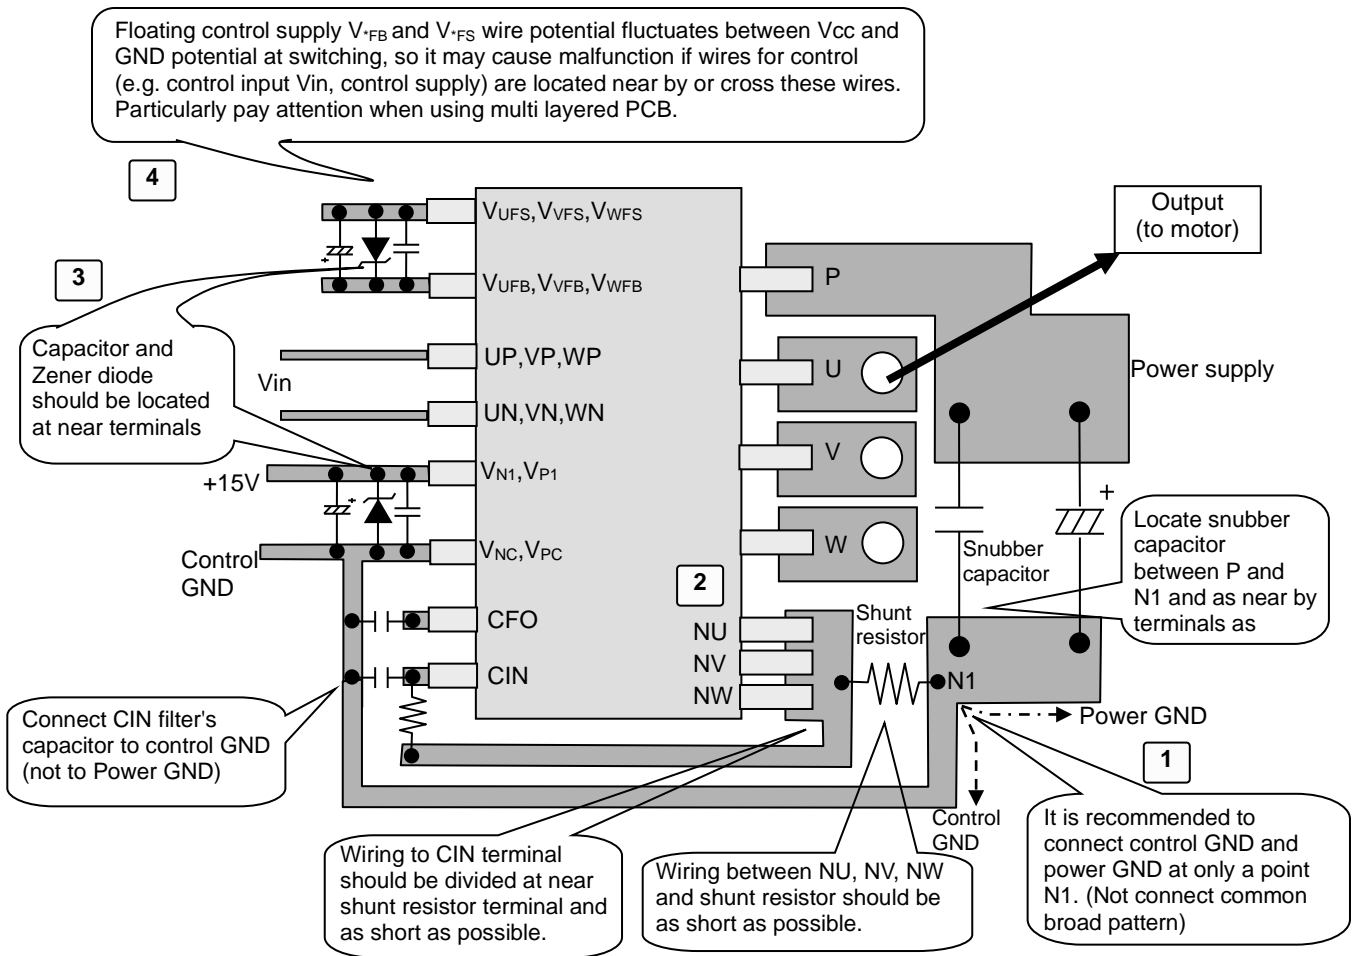 Floating control supply V*FB and V*FS wire potential fluctuates between Vcc and
GND potential at switching, so it may cause malfunction if wires for control
(e.g. control input Vin, control supply) are located near by or cross these wires.
Particularly pay attention when using multi layered PCB.
4
VUFS,VVFS,VWFS
Output
(to motor)
3
VUFB,VVFB,VWFB
P
Capacitor and
Zener diode
should be located
at near terminals
Vin
UP,VP,WP
UN,VN,WN
U
Power supply
V
+15V
VN1,VP1
+
+
+
Control
GND
VNC,VPC
W
Snubber
capacitor
Locate snubber
capacitor
between P and
N1 and as near by
terminals as
2
CFO
CIN
NU
NV
NW
Shunt
resistor
N1
Connect CIN filter's
capacitor to control GND
(not to Power GND)
Power GND
1
Control
GND
Wiring to CIN terminal
should be divided at near
shunt resistor terminal and
as short as possible.
Wiring between NU, NV, NW
and shunt resistor should be
as short as possible.
It is recommended to
connect control GND and
power GND at only a point
N1. (Not connect common
broad pattern)